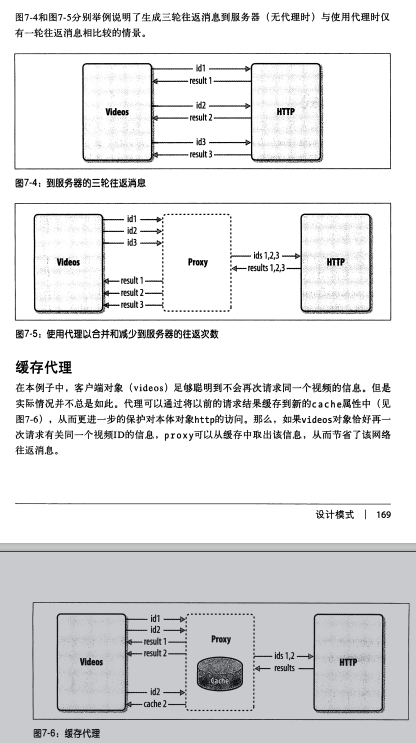 图7-4和图7-5分别举例说明了生成三轮往返消息到服务器（无代理时）与使用代理时仅
有一轮往返消息相比较的情景。
Videos
id1
result 1
id2
result 2
id3
result 3
HTTP
图7-4：到服务器的三轮往返消息
Videos
id1
id2
id3
result 1
result 2
result 3
Proxy
ids 1,2,3
results 1,2,3
HTTP
图7-5：使用代理以合并和减少到服务器的往返次数
缓存代理
在本例子中，客户端对象（videos）足够聪明到不会再次请求同一个视频的信息。但是
实际情况并不总是如此。代理可以通过将以前的请求结果缓存到新的cache属性中（见
图7-6），从而更进一步的保护对本体对象http的访问。那么，如果videos对象恰好再一
次请求有关同一个视频ID的信息，proxy可以从缓存中取出该信息，从而节省了该网络
往返消息。
设计模式 | 169
Videos
id1
id2
result 1
result 2
id2
cache 2
Proxy
Cache
ids 1,2
results
HTTP
图7-6：缓存代理